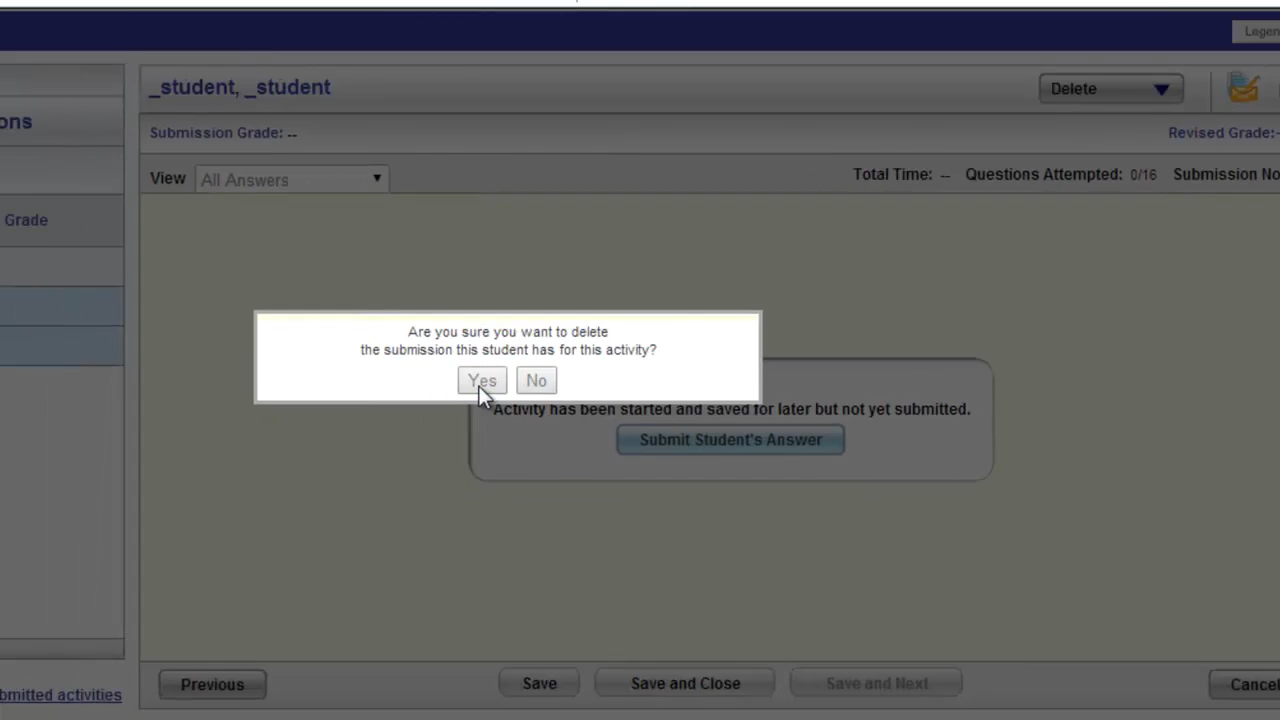 Legen
_student, _student
Delete
ons
Submission Grade: --
Revised Grade:-
View
All Answers
Total Time: -- Questions Attempted: 0/16 Submission No
Grade
Are you sure you want to delete
the submission this student has for this activity?
Yes
No
Activity has been started and saved for later but not yet submitted.
Submit Student's Answer
Previous
Save
Save and Close
Save and Next
Cancel
bmitted activities